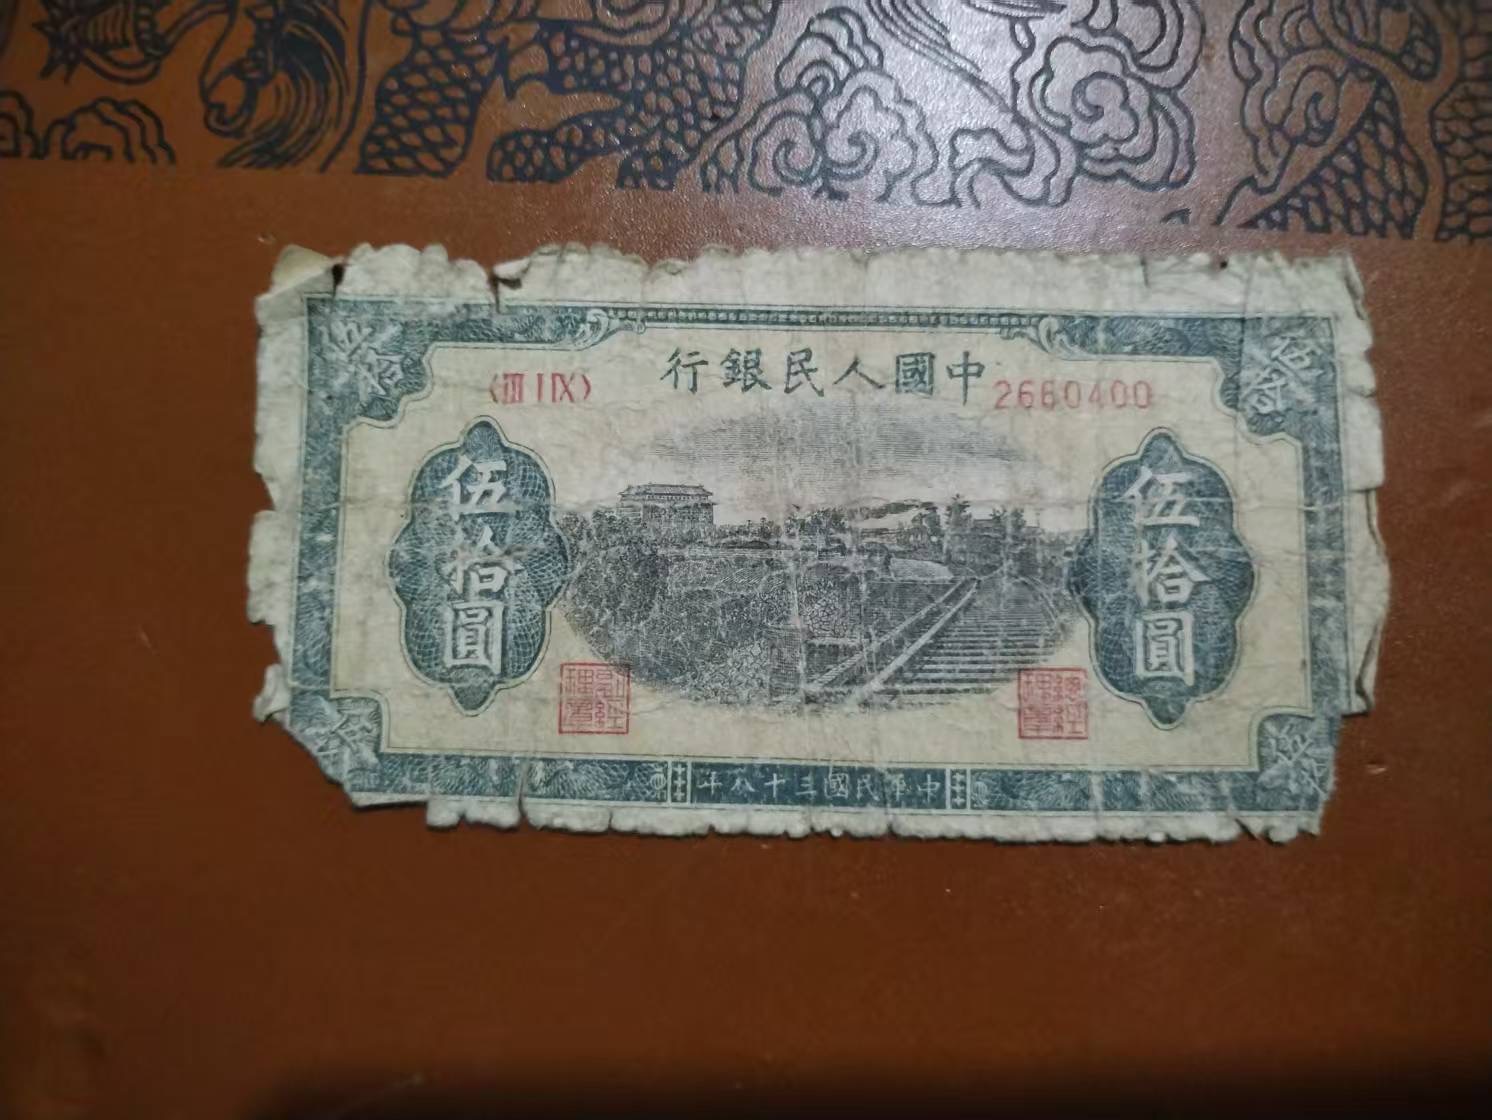 中國人民銀行
(III I IX) 2660400
伍拾圓
伍拾圓
中華民國三十八年